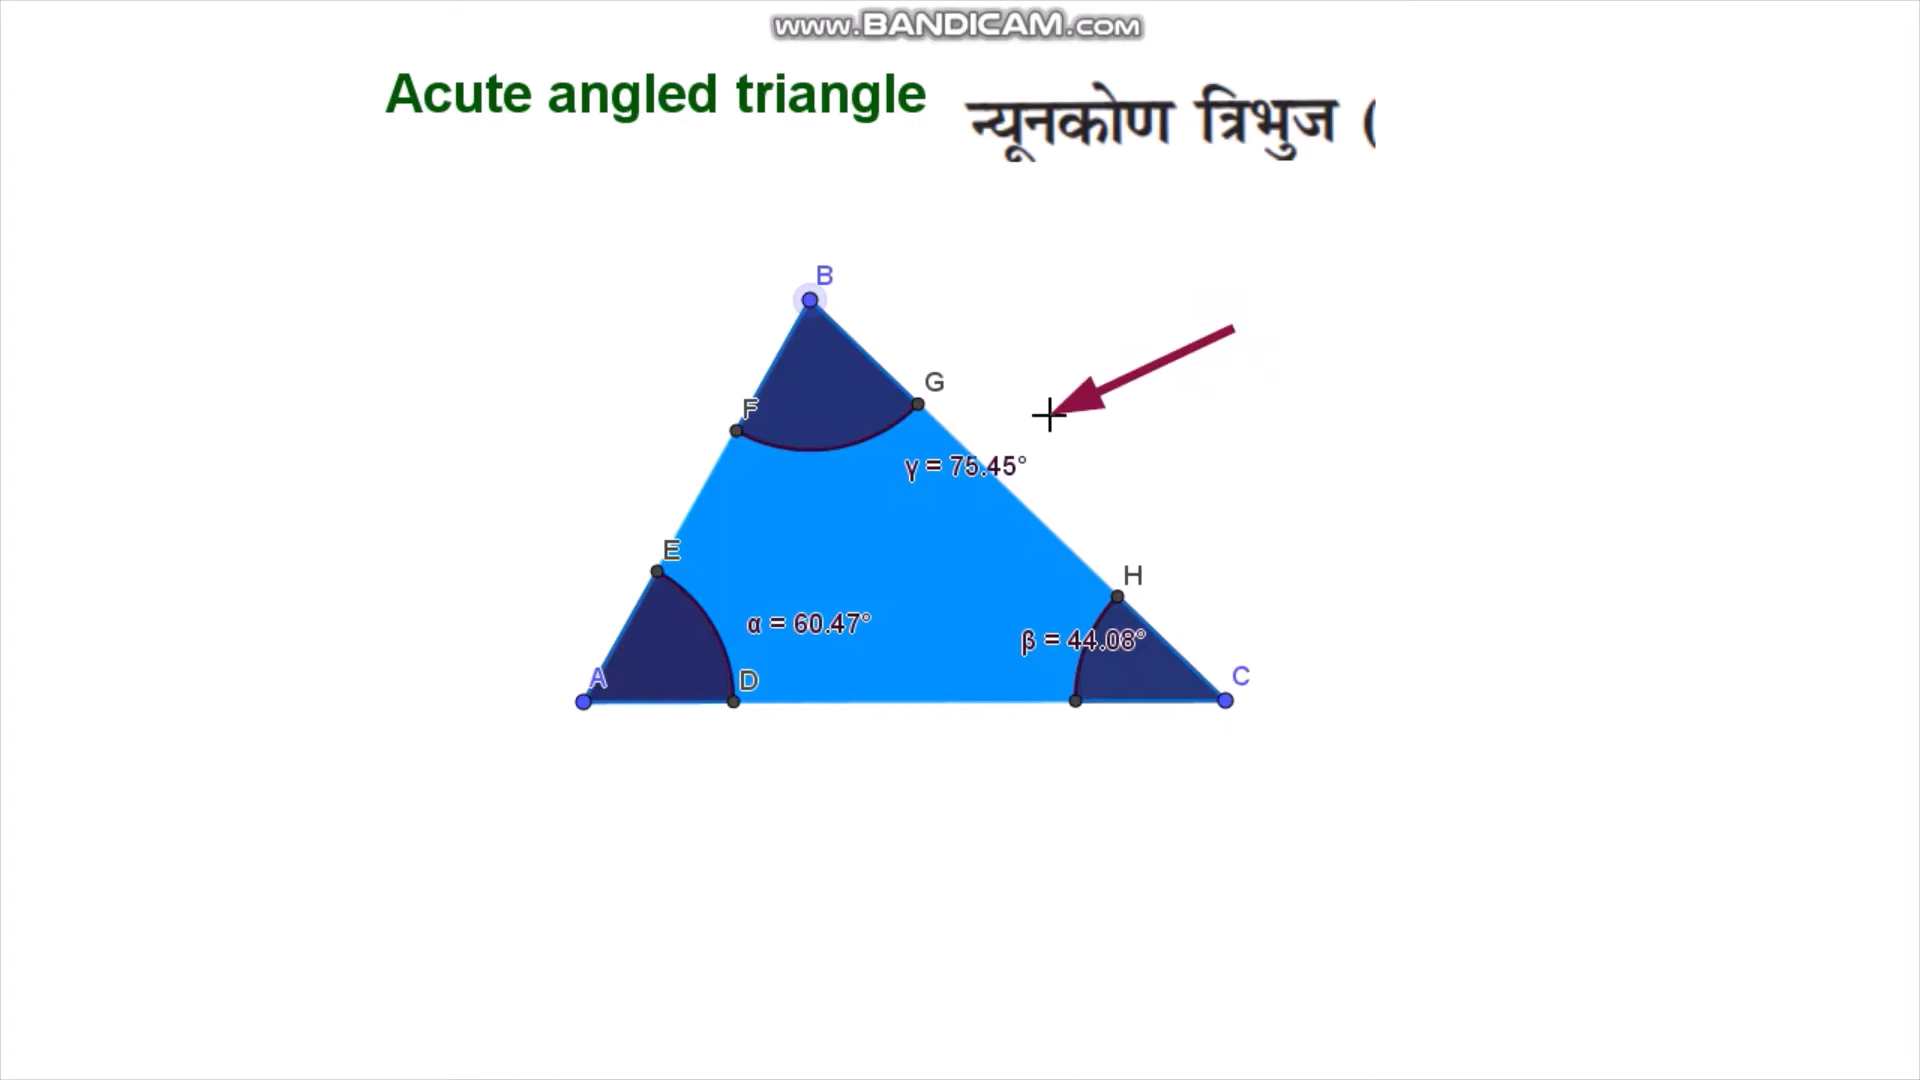 www.BANDICAM.com
Acute angled triangle न्यूनकोण त्रिभुज (
B
G
F
γ = 75.45°
E
H
α = 60.47°
β = 44.08°
A
D
C